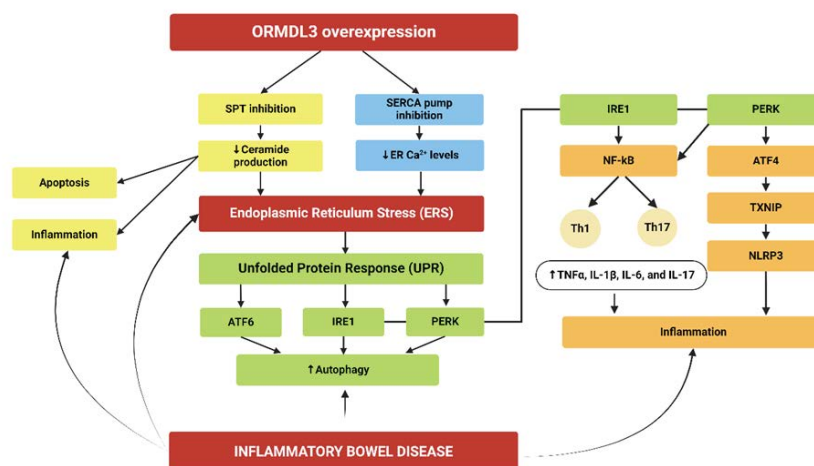 ORMDL3 overexpression
SPT inhibition
SERCA pump
inhibition
↓Ceramide
production
↓ER Ca²⁺ levels
Apoptosis
Inflammation
Endoplasmic Reticulum Stress (ERS)
Unfolded Protein Response (UPR)
ATF6
IRE1
PERK
↑Autophagy
INFLAMMATORY BOWEL DISEASE
IRE1
PERK
NF-kB
ATF4
Th1
Th17
TXNIP
NLRP3
↑TNFα, IL-1β, IL-6, and IL-17
Inflammation